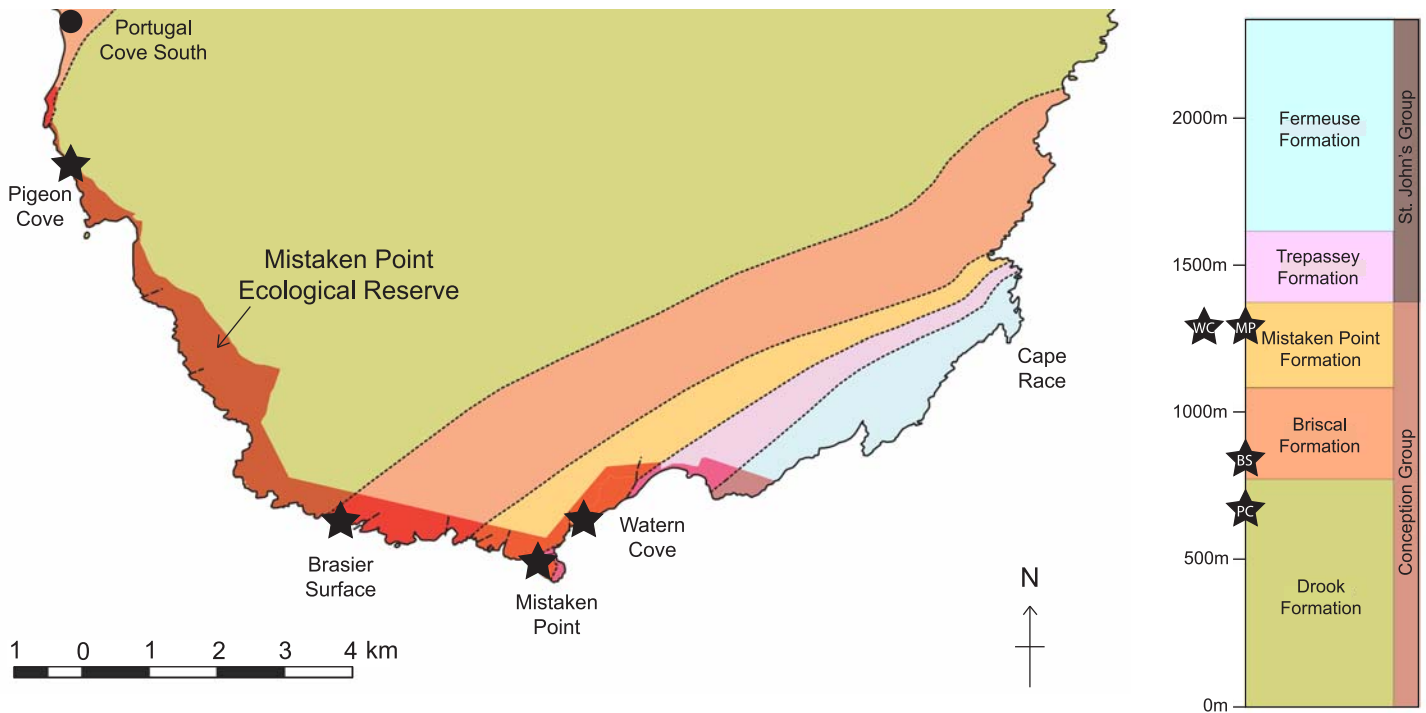 Portugal
Cove South
Pigeon
Cove
Mistaken Point
Ecological Reserve
Cape
Race
Watern
Cove
Brasier
Surface
Mistaken
Point
N
1 0 1 2 3 4 km
2000m
1500m
1000m
500m
0m
Fermeuse
Formation
Trepassey
Formation
WC
MP
Mistaken Point
Formation
Briscal
Formation
BS
PC
Drook
Formation
St. John's Group
Conception Group